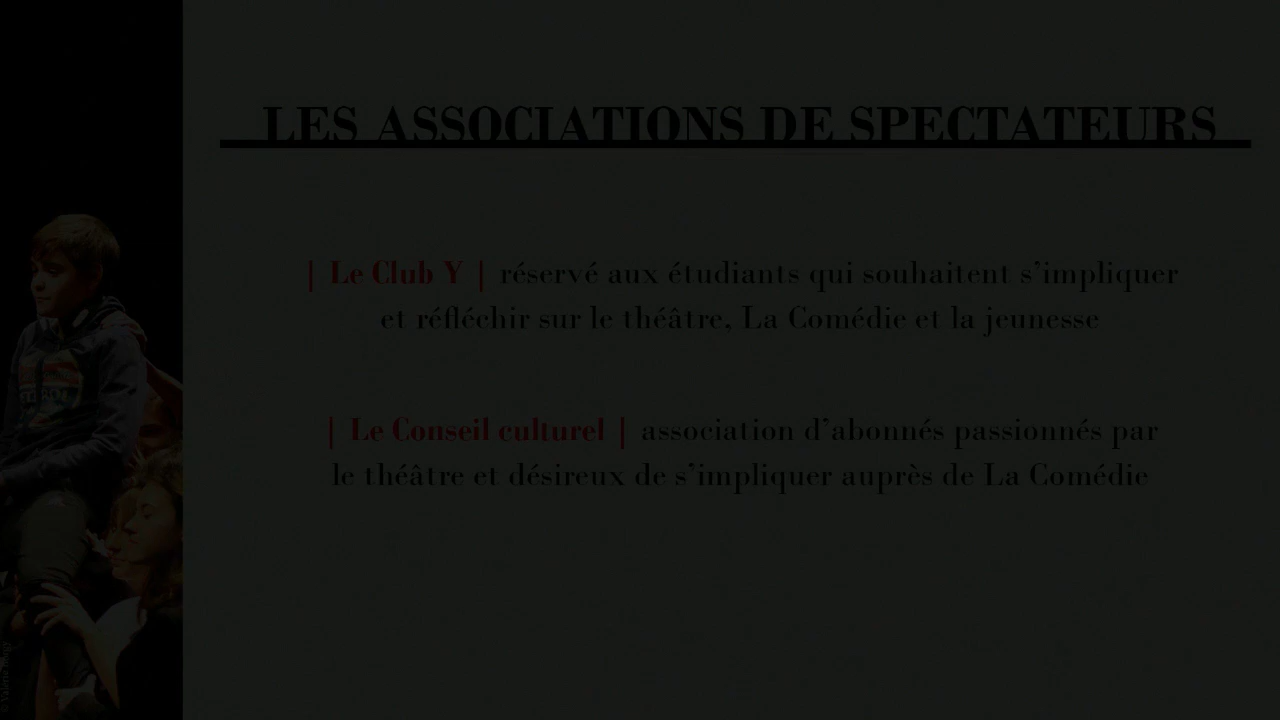 LES ASSOCIATIONS DE SPECTATEURS
| Le Club Y | réservé aux étudiants qui souhaitent s’impliquer
et réfléchir sur le théâtre, La Comédie et la jeunesse
| Le Conseil culturel | association d’abonnés passionnés par
le théâtre et désireux de s’impliquer auprès de La Comédie